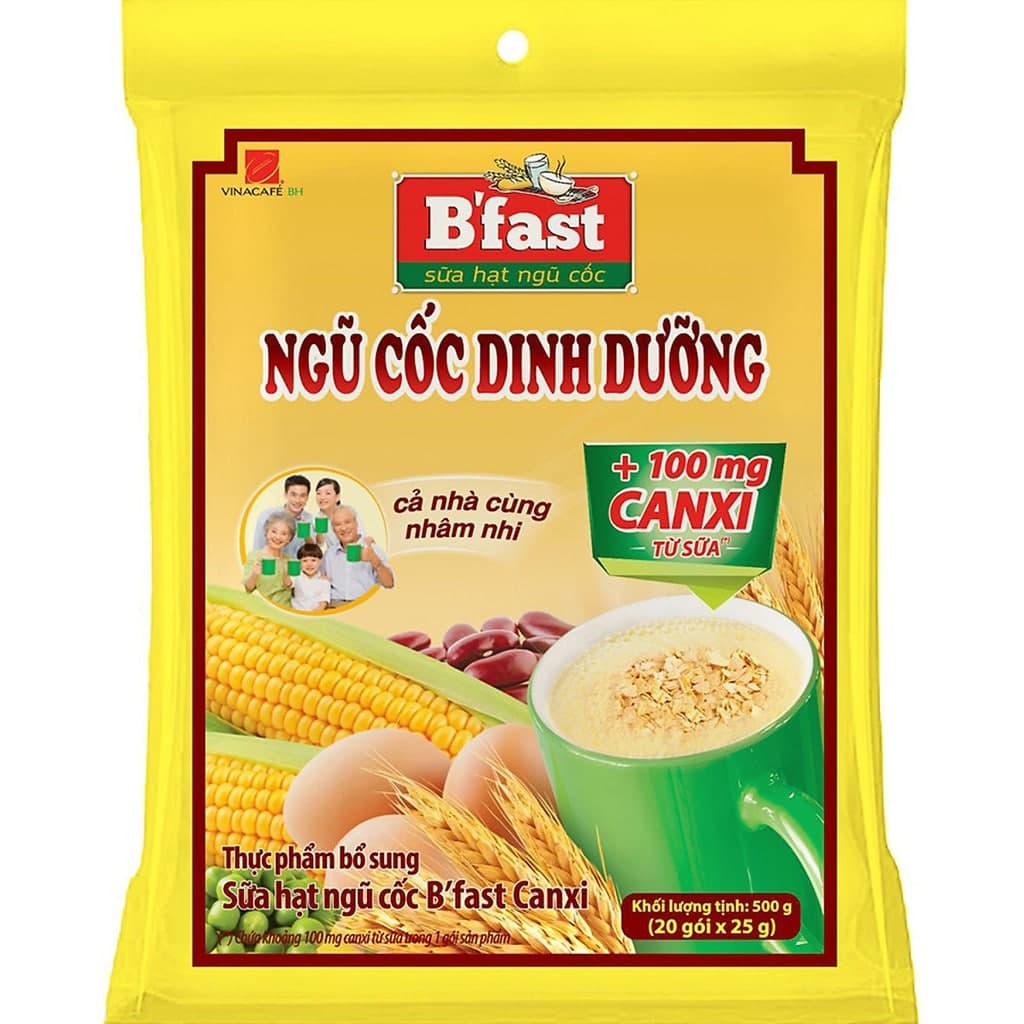 VINACAFÉ BH
B'fast
sữa hạt ngũ cốc
NGŨ CỐC DINH DƯỠNG
cả nhà cùng
nhâm nhi
+ 100 mg
CANXI
TỪ SỮA(*)
Thực phẩm bổ sung
Sữa hạt ngũ cốc B'fast Canxi
(*) Chứa khoảng 100 mg canxi từ sữa trong 1 gói sản phẩm
Khối lượng tịnh: 500 g
(20 gói x 25 g)